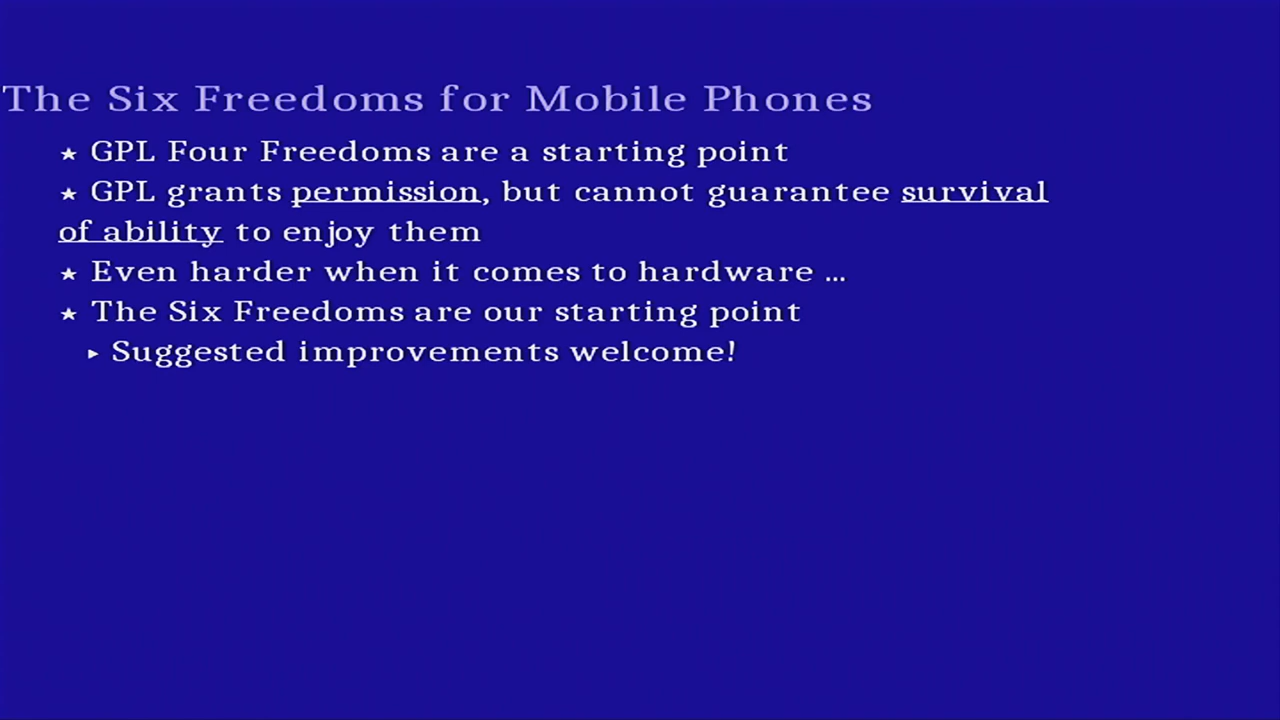 The Six Freedoms for Mobile Phones
★ GPL Four Freedoms are a starting point
★ GPL grants permission, but cannot guarantee survival
of ability to enjoy them
★ Even harder when it comes to hardware ...
★ The Six Freedoms are our starting point
▸ Suggested improvements welcome!